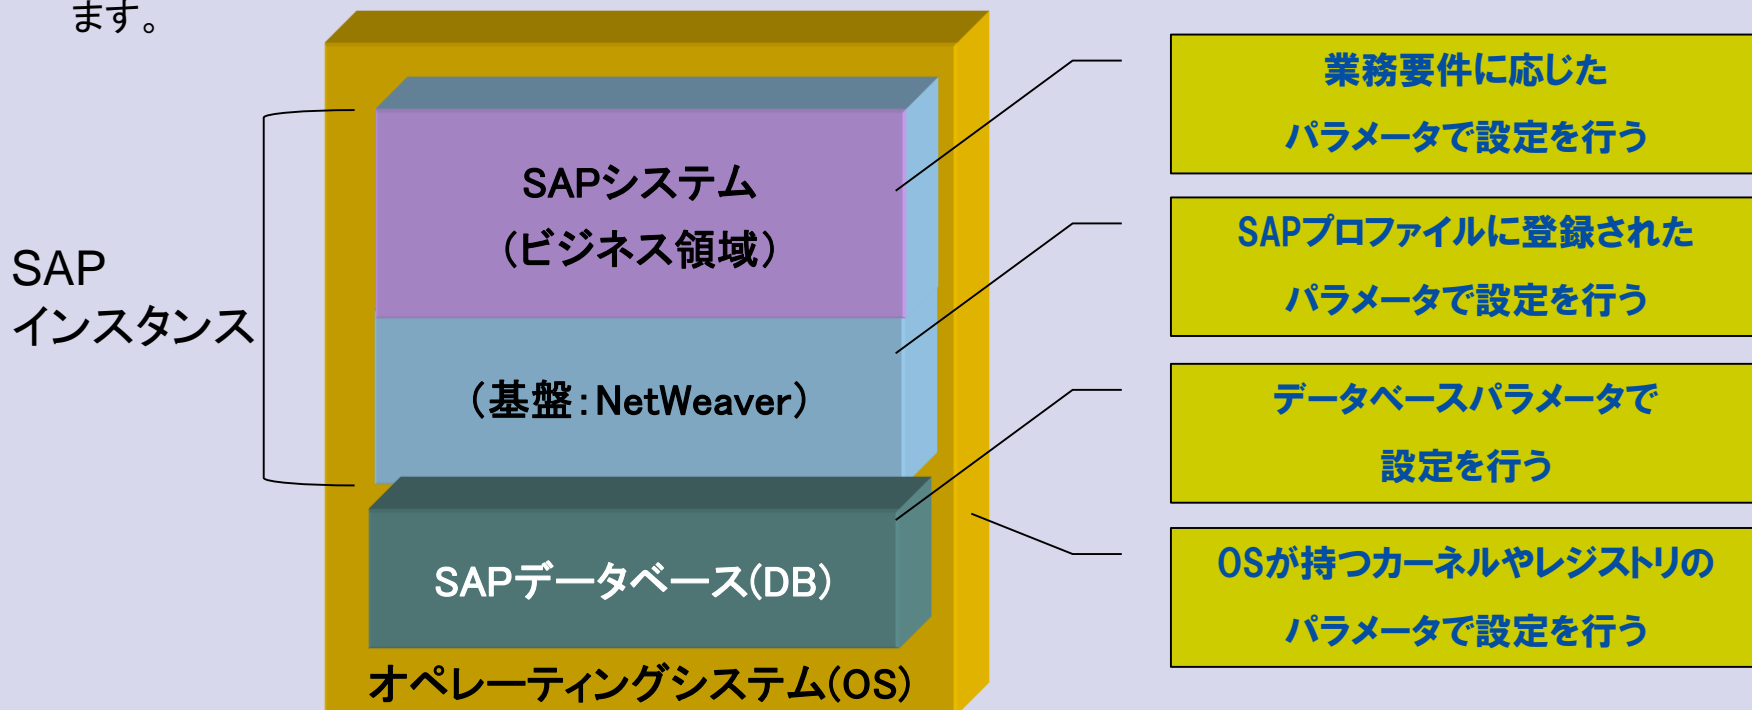 ます。
SAP
インスタンス
SAPシステム
(ビジネス領域)
(基盤:NetWeaver)
SAPデータベース(DB)
オペレーティングシステム(OS)
業務要件に応じた
パラメータで設定を行う
SAPプロファイルに登録された
パラメータで設定を行う
データベースパラメータで
設定を行う
OSが持つカーネルやレジストリの
パラメータで設定を行う